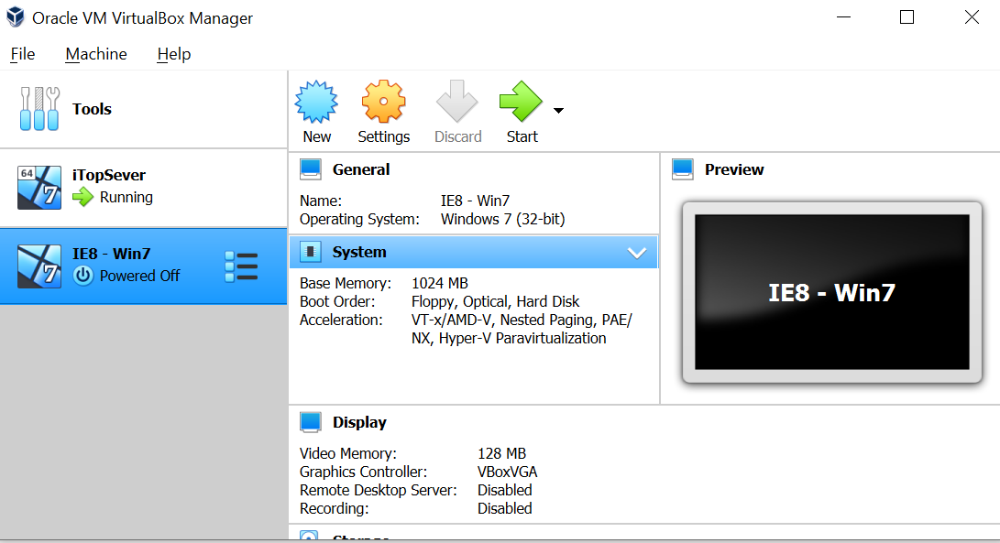 Oracle VM VirtualBox Manager
File Machine Help
Tools
64
7
iTopSever
Running
7
IE8 - Win7
Powered Off
New Settings Discard Start
General
Name: IE8 - Win7
Operating System: Windows 7 (32-bit)
System
Base Memory: 1024 MB
Boot Order: Floppy, Optical, Hard Disk
Acceleration: VT-x/AMD-V, Nested Paging, PAE/
NX, Hyper-V Paravirtualization
Preview
IE8 - Win7
Display
Video Memory: 128 MB
Graphics Controller: VBoxVGA
Remote Desktop Server: Disabled
Recording: Disabled